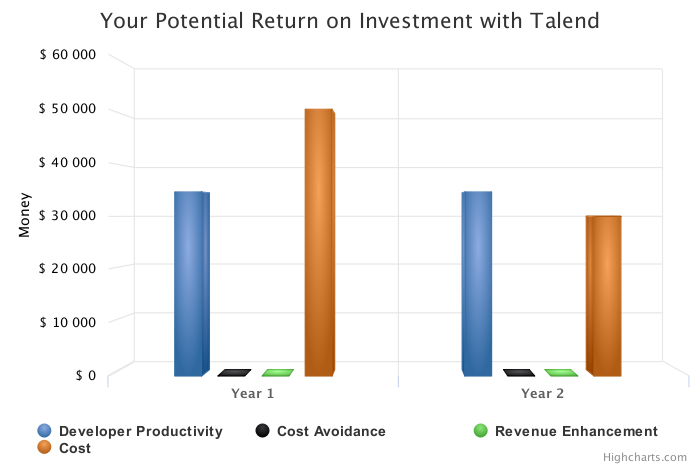 Your Potential Return on Investment with Talend
$ 60 000
$ 50 000
$ 40 000
$ 30 000
$ 20 000
$ 10 000
$ 0
Money
Year 1
Year 2
Developer Productivity
Cost Avoidance
Revenue Enhancement
Cost
Highcharts.com